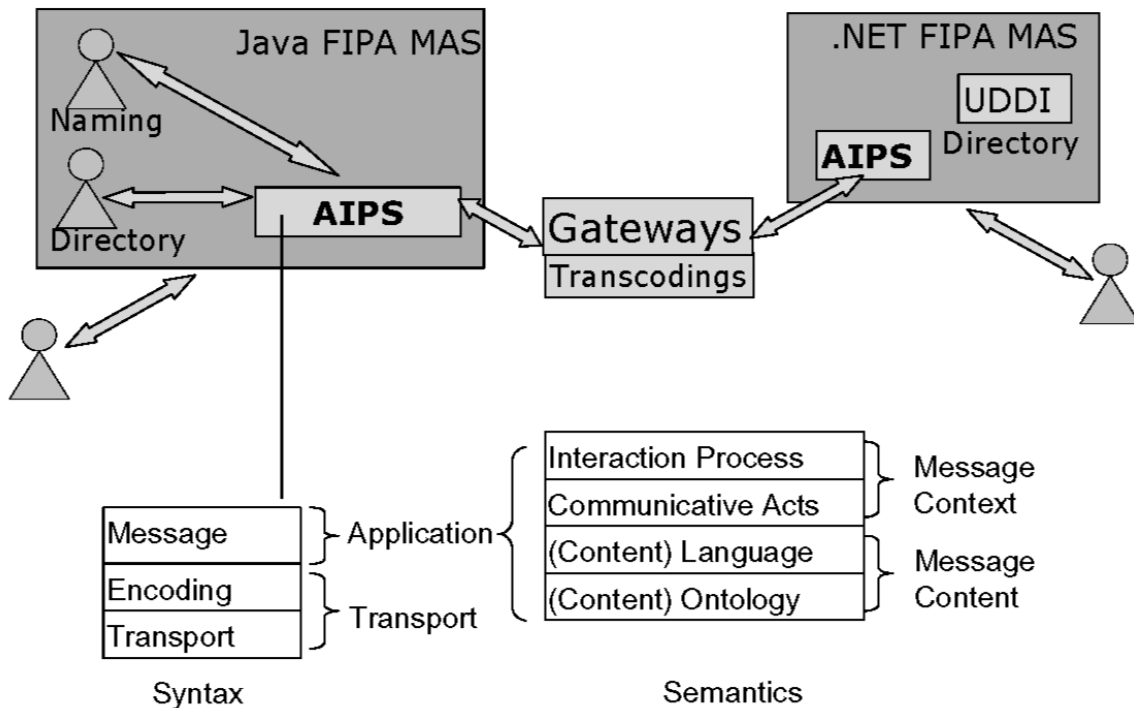 Java FIPA MAS
Naming
Directory
AIPS
Gateways
Transcodings
.NET FIPA MAS
UDDI
Directory
AIPS
Message
Encoding
Transport
Application
Transport
Interaction Process
Communicative Acts
(Content) Language
(Content) Ontology
Message
Context
Message
Content
Syntax
Semantics